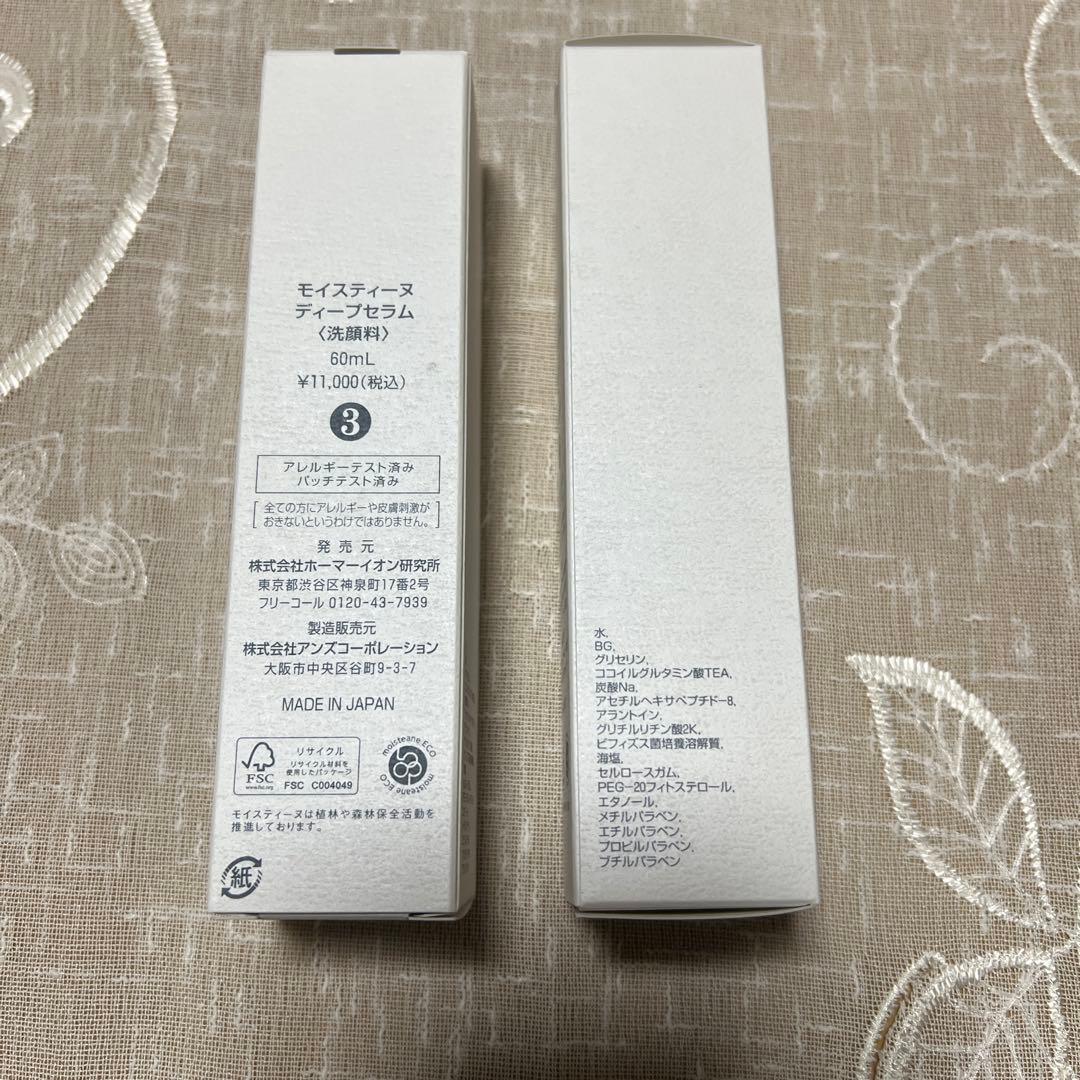 モイスティーヌ
ディープセラム
〈洗顔料〉
60mL
¥11,000(税込)
3
アレルギーテスト済み
パッチテスト済み
[全ての方にアレルギーや皮膚刺激が
おきないというわけではありません。]
発売元
株式会社ホーマーイオン研究所
東京都渋谷区神泉町17番2号
フリーコール 0120-43-7939
製造販売元
株式会社アンズコーポレーション
大阪市中央区谷町9-3-7
MADE IN JAPAN
FSC
www.fsc.org
リサイクル
リサイクル材料を
使用したパッケージ
FSC C004049
moisteane ECO
moisteane ECO
モイスティーヌは植林や森林保全活動を
推進しております。
紙
水,
BG,
グリセリン,
ココイルグルタミン酸TEA,
炭酸Na,
アセチルヘキサペプチド-8,
アラントイン,
グリチルリチン酸2K,
ビフィズス菌培養溶解質,
海塩,
セルロースガム,
PEG-20フィトステロール,
エタノール,
メチルパラベン,
エチルパラベン,
プロピルパラベン,
ブチルパラベン